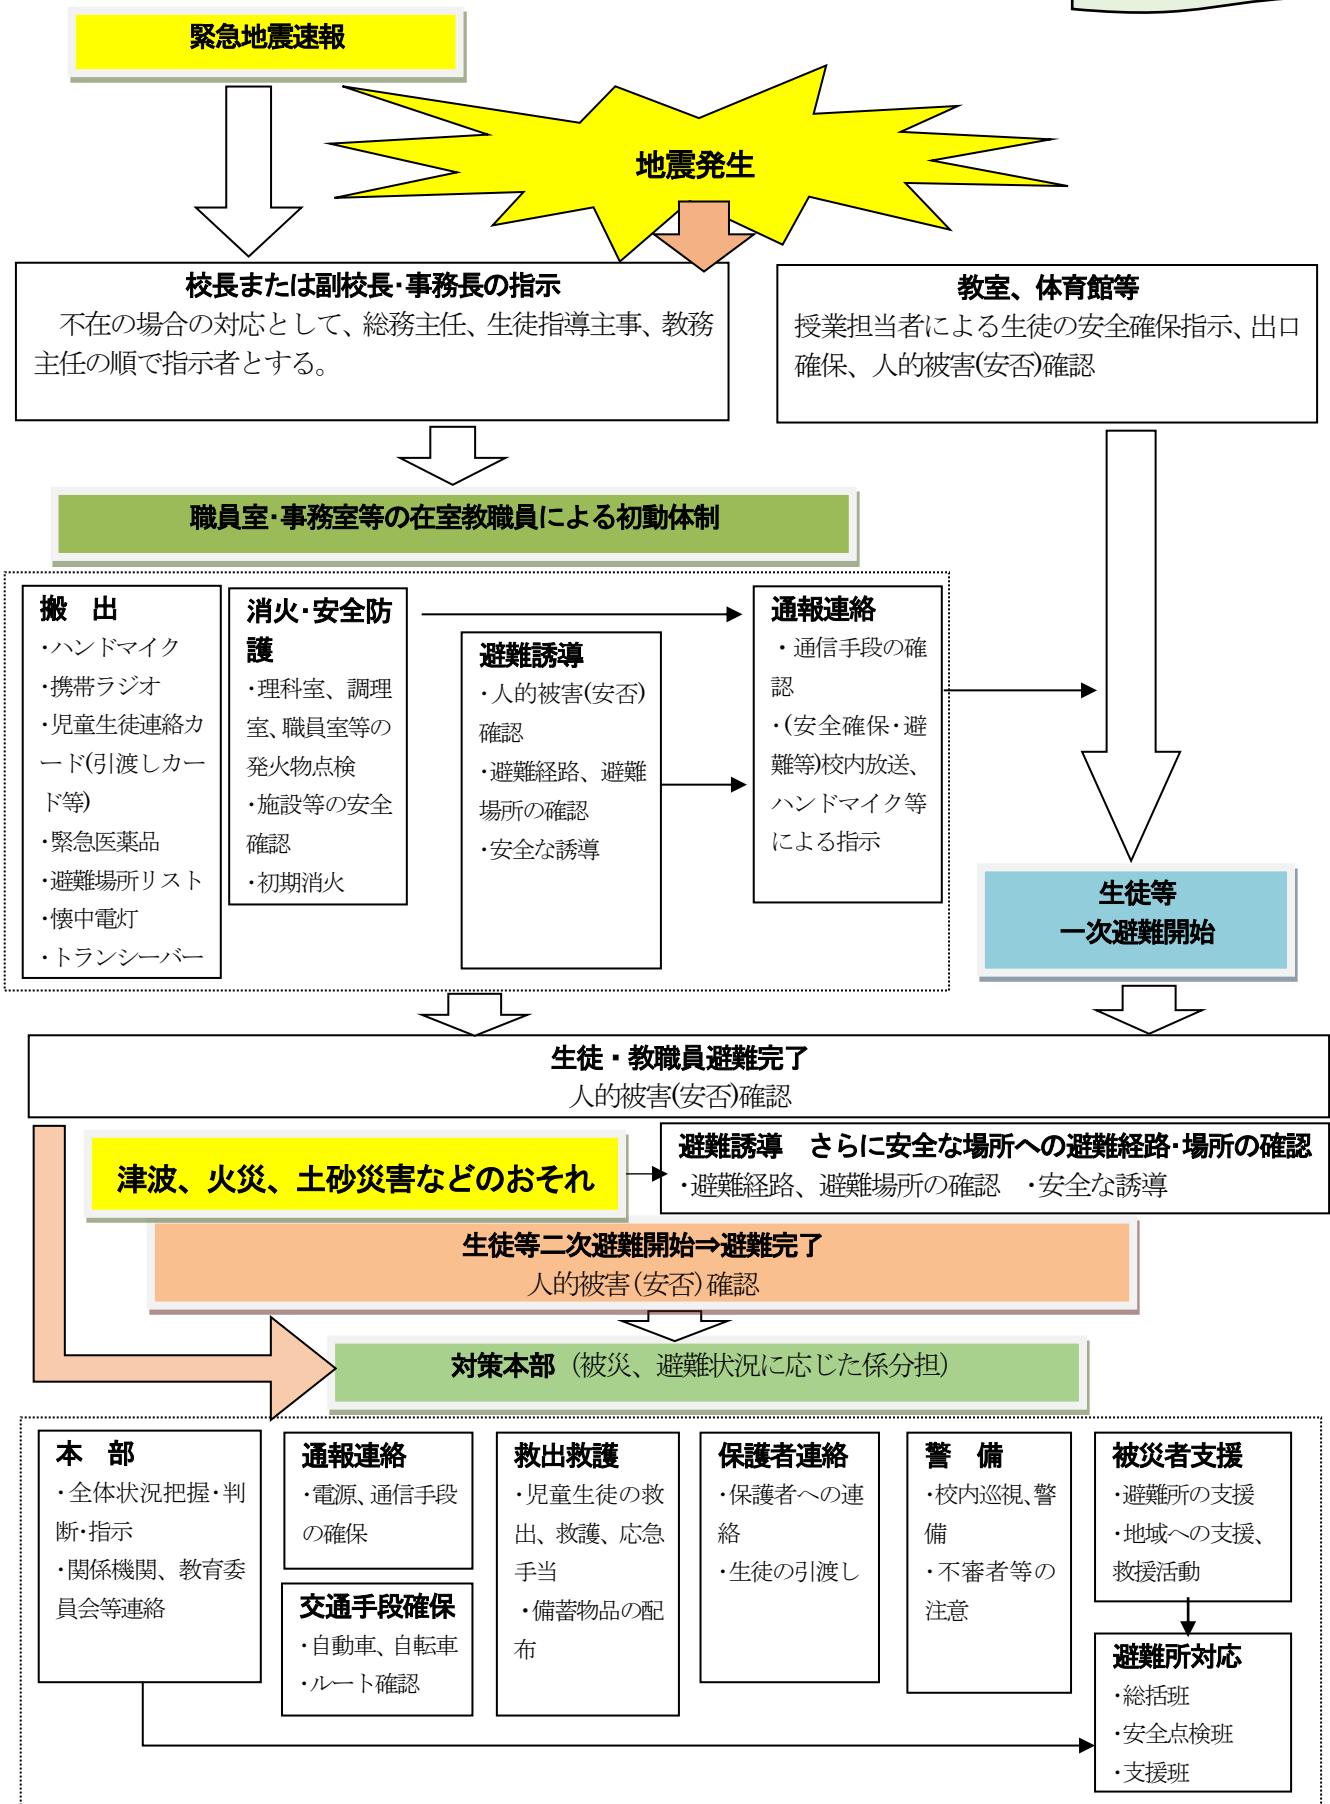 緊急地震速報
地震発生
校長または副校長・事務長の指示
不在の場合の対応として、総務主任、生徒指導主事、教務
主任の順で指示者とする。
教室、体育館等
授業担当者による生徒の安全確保指示、出口
確保、人的被害(安否)確認
職員室・事務室等の在室教職員による初動体制
搬　出
・ハンドマイク
・携帯ラジオ
・児童生徒連絡カ
ード(引渡しカー
ド等)
・緊急医薬品
・避難場所リスト
・懐中電灯
・トランシーバー
消火・安全防
護
・理科室、調理
室、職員室等の
発火物点検
・施設等の安全
確認
・初期消火
避難誘導
・人的被害(安否)
確認
・避難経路、避難
場所の確認
・安全な誘導
通報連絡
・通信手段の確
認
・(安全確保・避
難等)校内放送、
ハンドマイク等
による指示
生徒等
一次避難開始
生徒・教職員避難完了
人的被害(安否)確認
津波、火災、土砂災害などのおそれ
避難誘導　さらに安全な場所への避難経路・場所の確認
・避難経路、避難場所の確認　・安全な誘導
生徒等二次避難開始⇒避難完了
人的被害(安否)確認
対策本部（被災、避難状況に応じた係分担）
本　部
・全体状況把握・判
断・指示
・関係機関、教育委
員会等連絡
通報連絡
・電源、通信手段
の確保
交通手段確保
・自動車、自転車
・ルート確認
救出救護
・児童生徒の救
出、救護、応急
手当
・備蓄物品の配
布
保護者連絡
・保護者への連
絡
・生徒の引渡し
警　備
・校内巡視、警
備
・不審者等の
注意
被災者支援
・避難所の支援
・地域への支援、
救援活動
避難所対応
・総括班
・安全点検班
・支援班